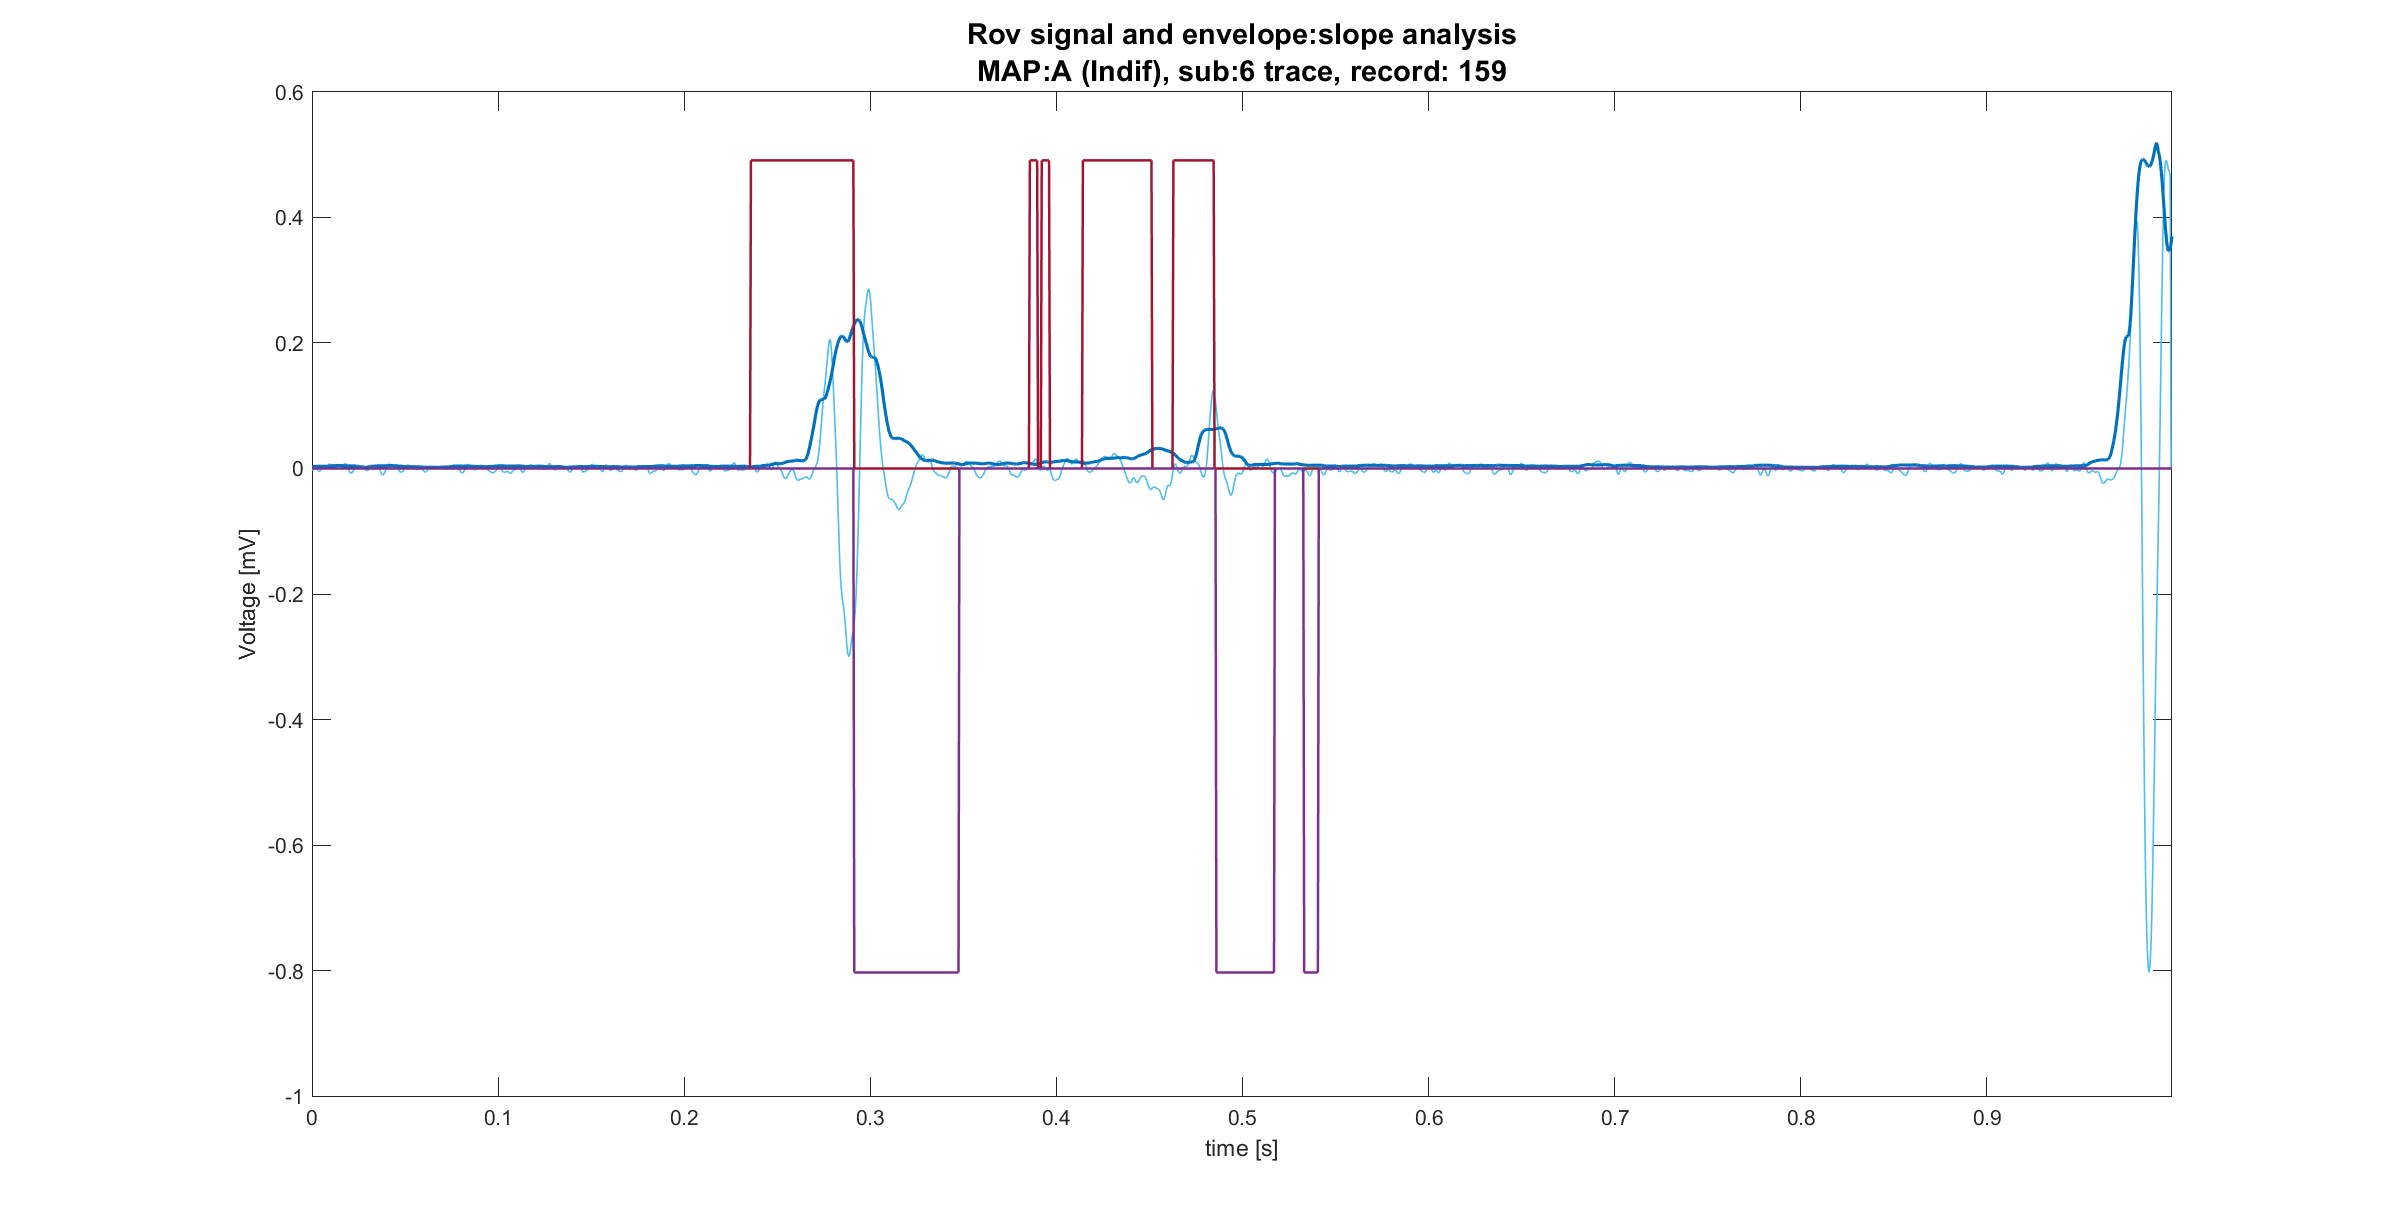 Rov signal and envelope:slope analysis
MAP:A (Indif), sub:6 trace, record: 159
0.6
0.4
0.2
0
-0.2
-0.4
-0.6
-0.8
-1
Voltage [mV]
0 0.1 0.2 0.3 0.4 0.5 0.6 0.7 0.8 0.9
time [s]